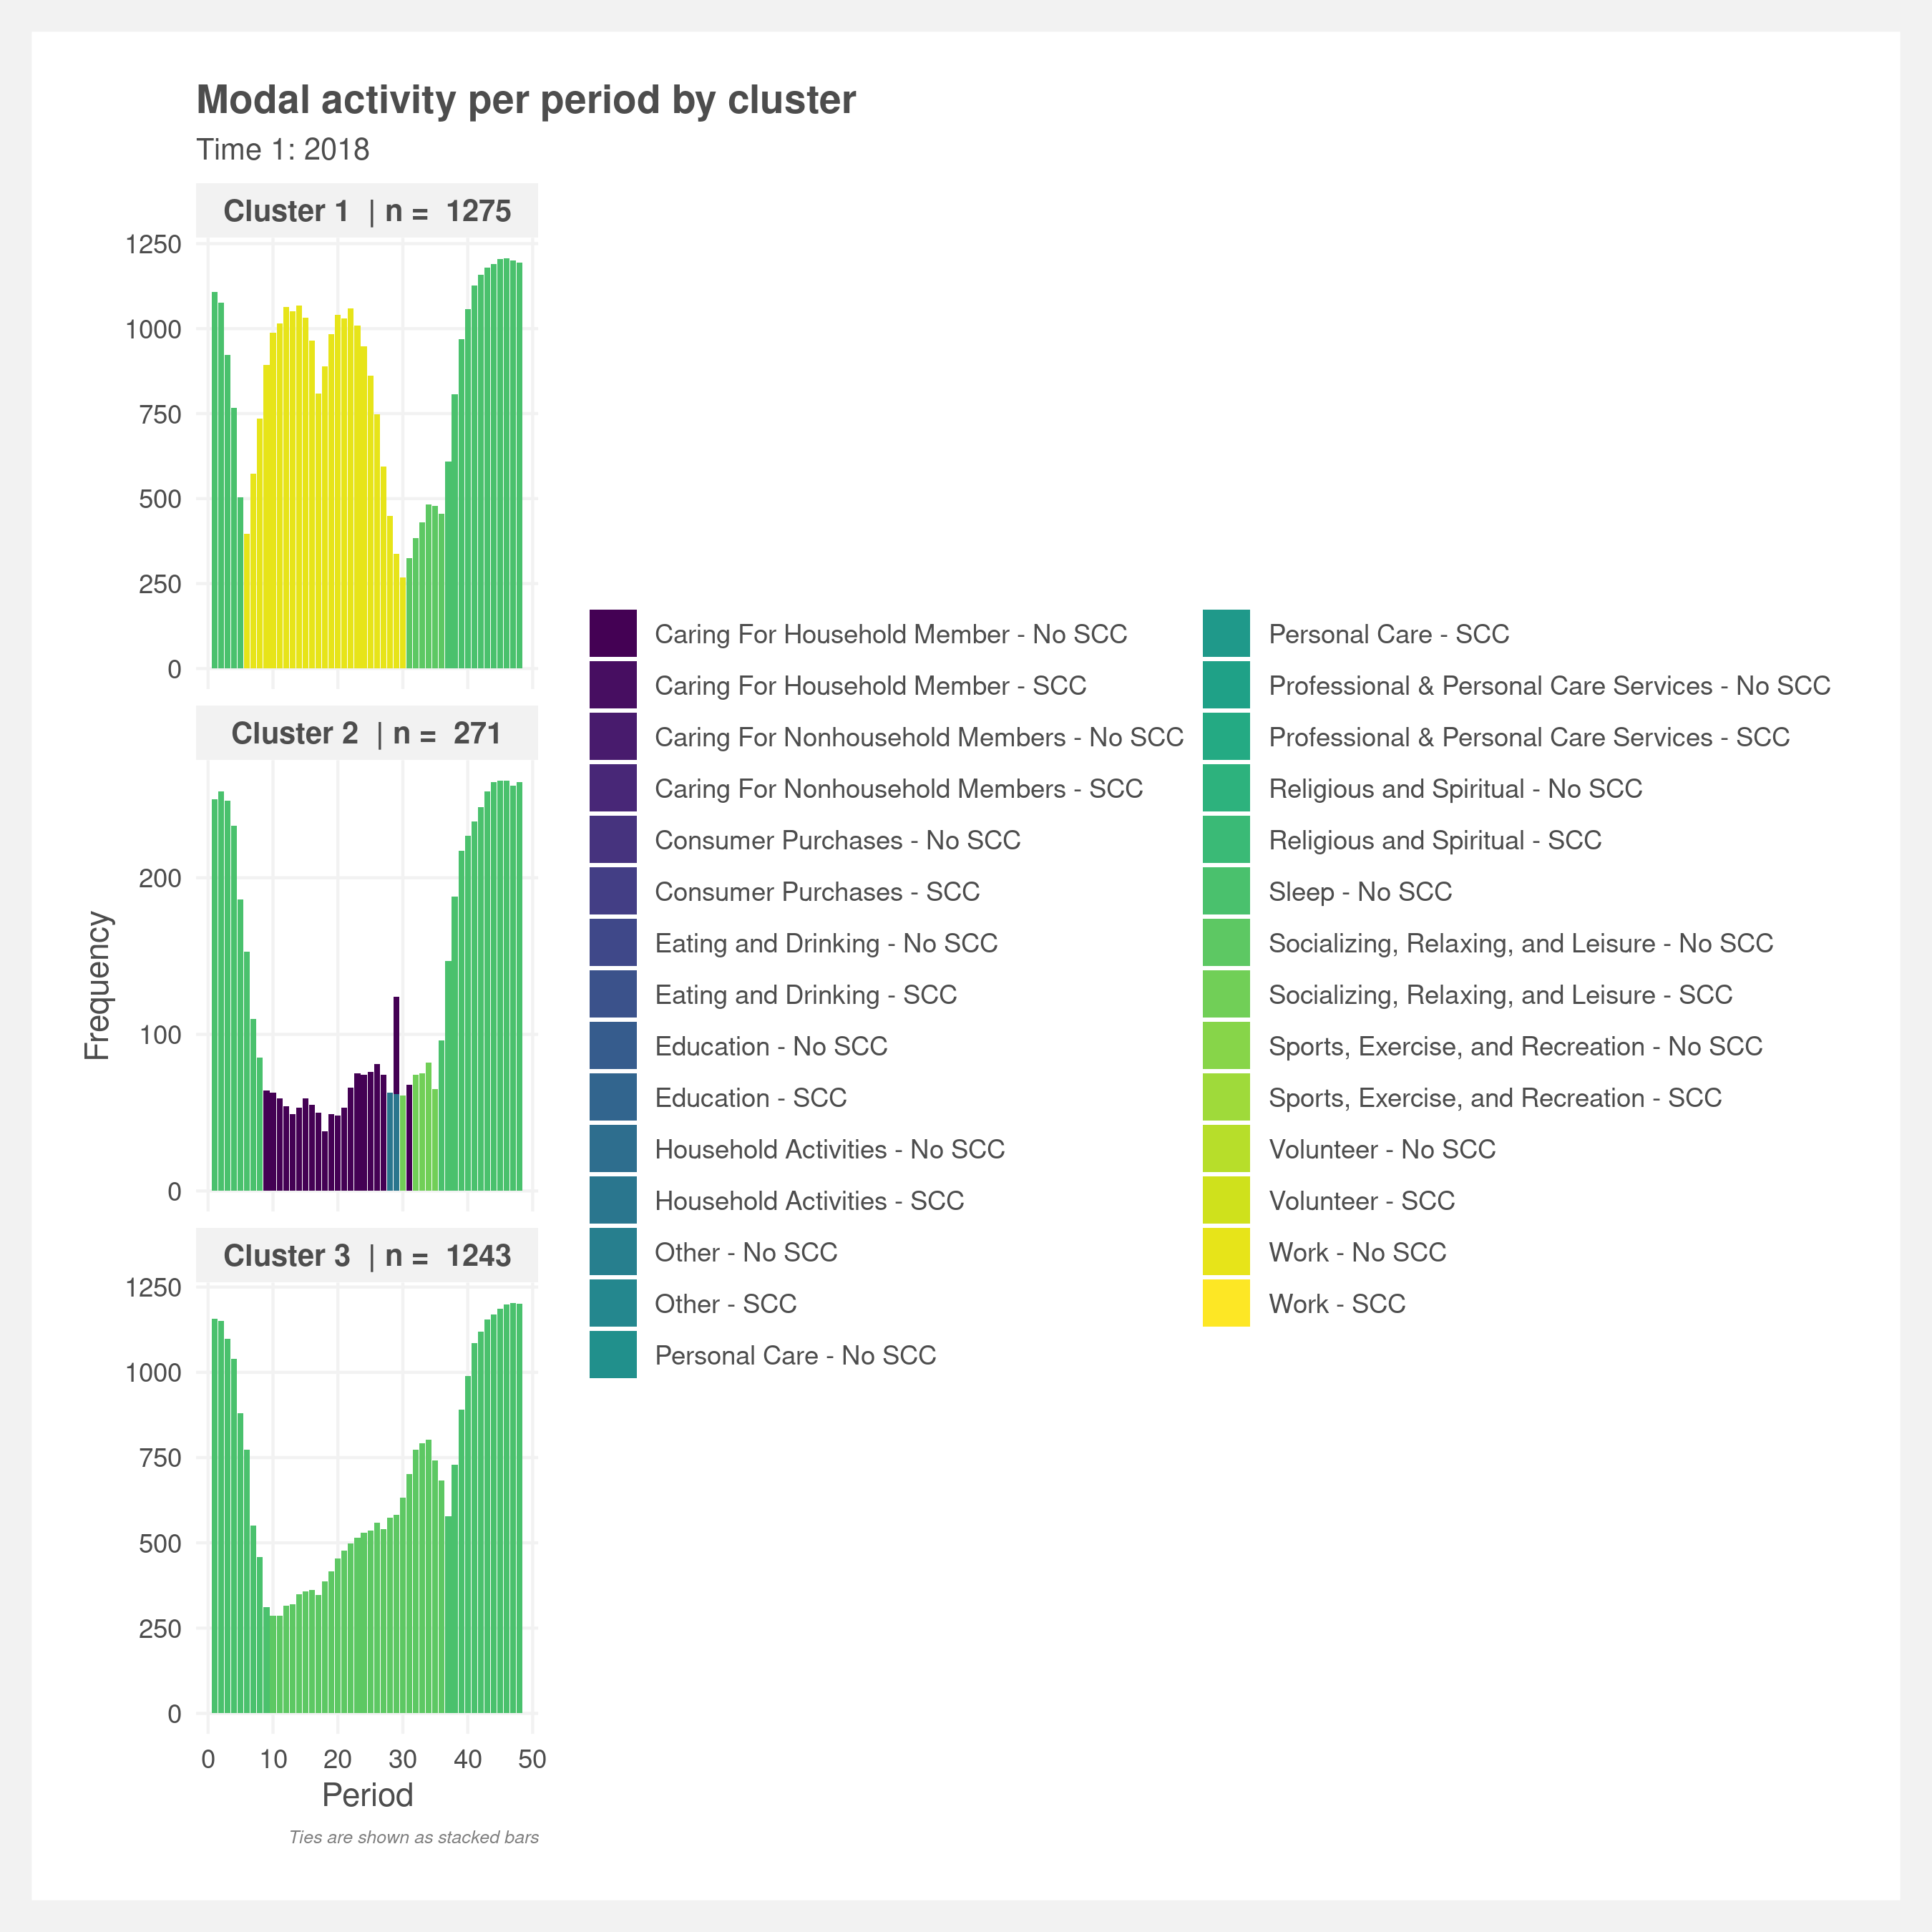 Modal activity per period by cluster
Time 1: 2018
Cluster 1 | n = 1275
1250
1000
750
500
250
0
Cluster 2 | n = 271
200
100
0
Cluster 3 | n = 1243
1250
1000
750
500
250
0
0 10 20 30 40 50
Period
Frequency
Ties are shown as stacked bars
Caring For Household Member - No SCC
Caring For Household Member - SCC
Caring For Nonhousehold Members - No SCC
Caring For Nonhousehold Members - SCC
Consumer Purchases - No SCC
Consumer Purchases - SCC
Eating and Drinking - No SCC
Eating and Drinking - SCC
Education - No SCC
Education - SCC
Household Activities - No SCC
Household Activities - SCC
Other - No SCC
Other - SCC
Personal Care - No SCC
Personal Care - SCC
Professional & Personal Care Services - No SCC
Professional & Personal Care Services - SCC
Religious and Spiritual - No SCC
Religious and Spiritual - SCC
Sleep - No SCC
Socializing, Relaxing, and Leisure - No SCC
Socializing, Relaxing, and Leisure - SCC
Sports, Exercise, and Recreation - No SCC
Sports, Exercise, and Recreation - SCC
Volunteer - No SCC
Volunteer - SCC
Work - No SCC
Work - SCC